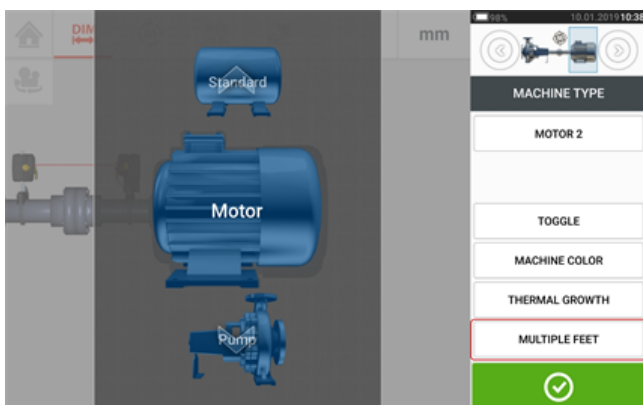 98%
10.01.2019 10:38
DIM
mm
Standard
Motor
Pump
MACHINE TYPE
MOTOR 2
TOGGLE
MACHINE COLOR
THERMAL GROWTH
MULTIPLE FEET